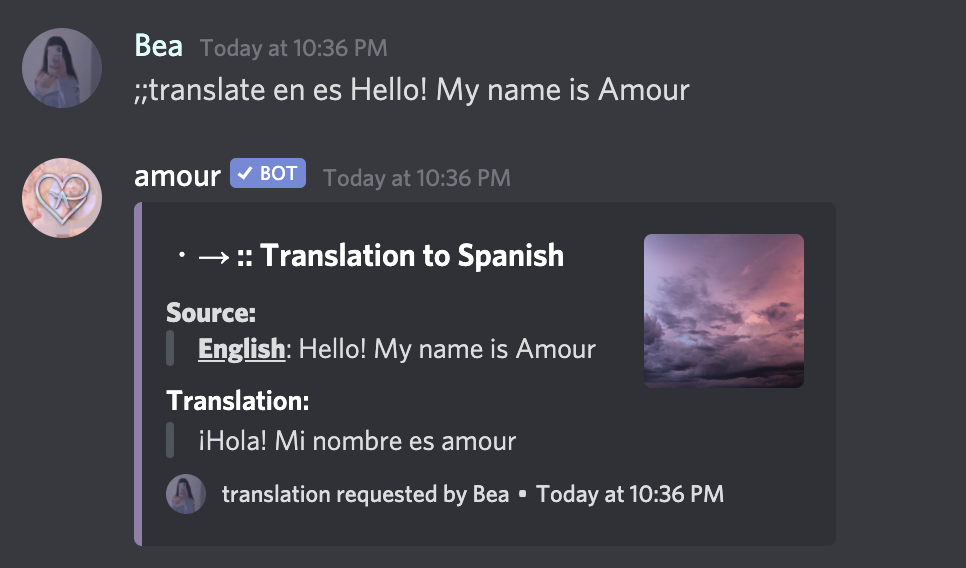 Bea Today at 10:36 PM
;;translate en es Hello! My name is Amour
amour ✓ BOT Today at 10:36 PM
· → :: Translation to Spanish
Source:
English: Hello! My name is Amour
Translation:
¡Hola! Mi nombre es amour
translation requested by Bea • Today at 10:36 PM